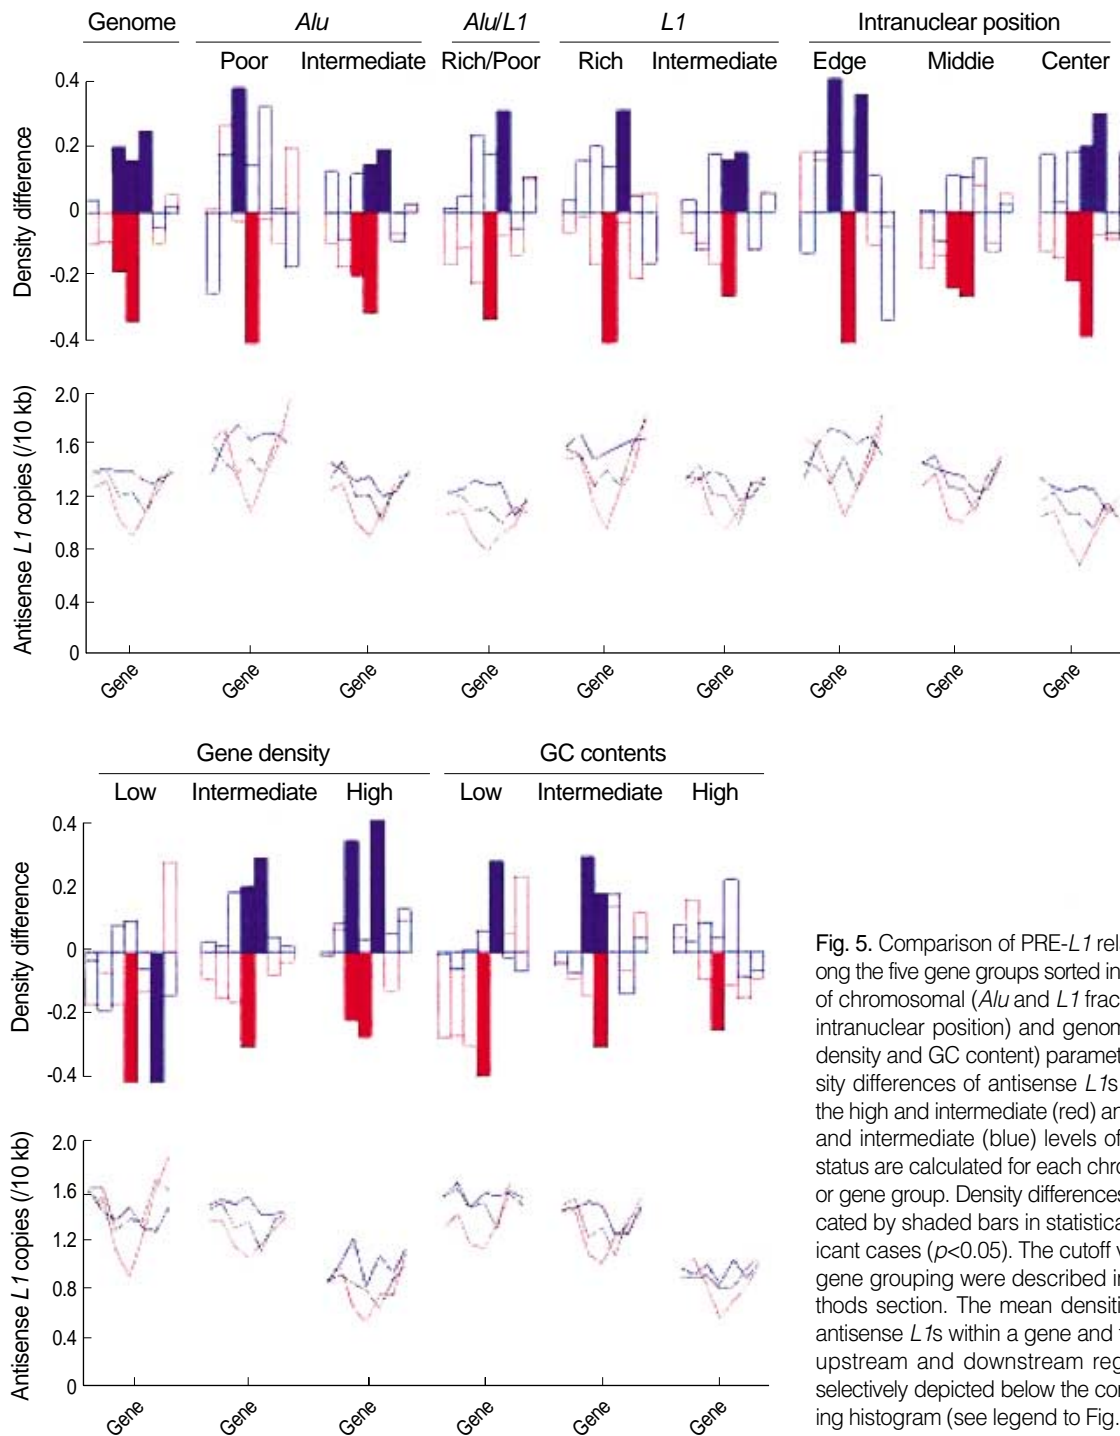 Genome Alu Alu/L1 L1 Intranuclear position
Poor Intermediate Rich/Poor Rich Intermediate Edge Middie Center
Density difference
0.4
0.2
0
-0.2
-0.4
Antisense L1 copies (/10 kb)
2.0
1.6
1.2
0.8
0.4
0
Gene Gene Gene Gene Gene Gene Gene Gene Gene
Gene density GC contents
Low Intermediate High Low Intermediate High
Density difference
0.4
0.2
0
-0.2
-0.4
Antisense L1 copies (/10 kb)
2.0
1.6
1.2
0.8
0.4
0
Gene Gene Gene Gene Gene Gene
Fig. 5. Comparison of PRE-L1 rel
ong the five gene groups sorted in
of chromosomal (Alu and L1 frac
intranuclear position) and genom
density and GC content) paramet
sity differences of antisense L1s
the high and intermediate (red) ar
and intermediate (blue) levels of
status are calculated for each chro
or gene group. Density differences
cated by shaded bars in statistica
icant cases (p<0.05). The cutoff v
gene grouping were described in
thods section. The mean densiti
antisense L1s within a gene and
upstream and downstream reg
selectively depicted below the cor
ing histogram (see legend to Fig.